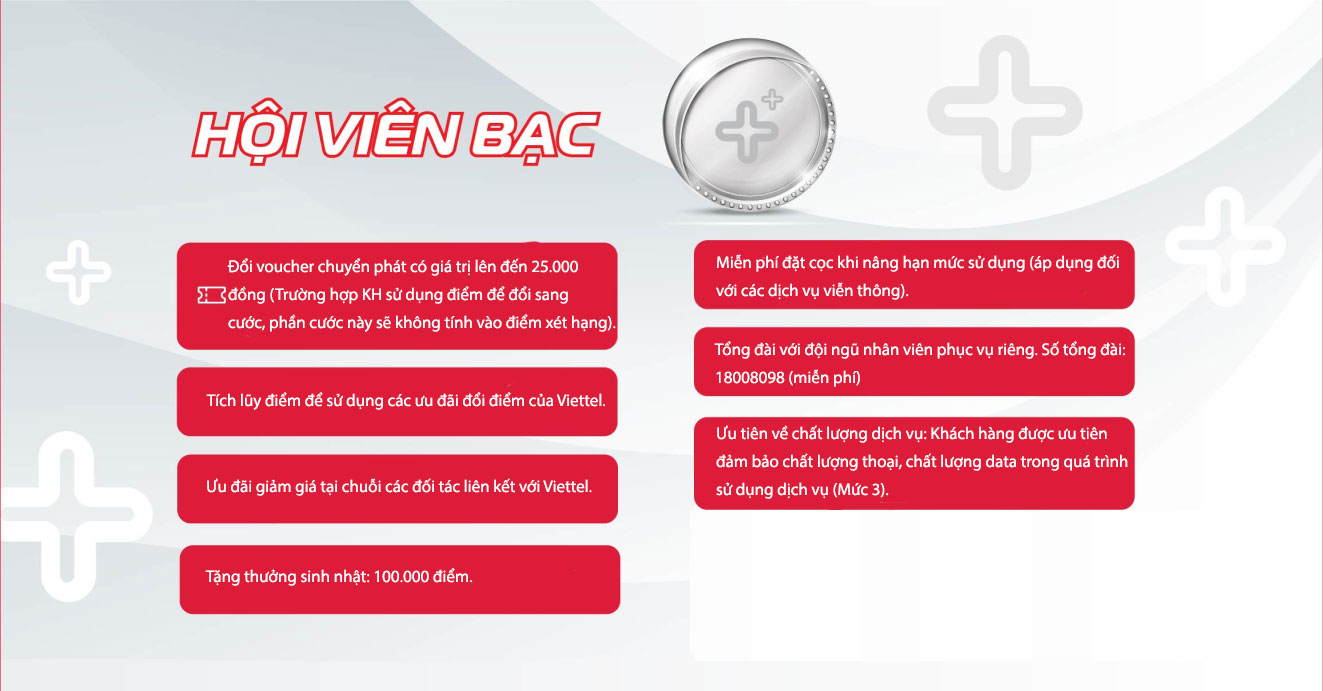 HỘI VIÊN BẠC
Đổi voucher chuyển phát có giá trị lên đến 25.000
đồng (Trường hợp KH sử dụng điểm để đổi sang
cước, phần cước này sẽ không tính vào điểm xét hạng).
Tích lũy điểm để sử dụng các ưu đãi đổi điểm của Viettel.
Ưu đãi giảm giá tại chuỗi các đối tác liên kết với Viettel.
Tặng thưởng sinh nhật: 100.000 điểm.
Miễn phí đặt cọc khi nâng hạn mức sử dụng (áp dụng đối
với các dịch vụ viễn thông).
Tổng đài với đội ngũ nhân viên phục vụ riêng. Số tổng đài:
18008098 (miễn phí)
Ưu tiên về chất lượng dịch vụ: Khách hàng được ưu tiên
đảm bảo chất lượng thoại, chất lượng data trong quá trình
sử dụng dịch vụ (Mức 3).